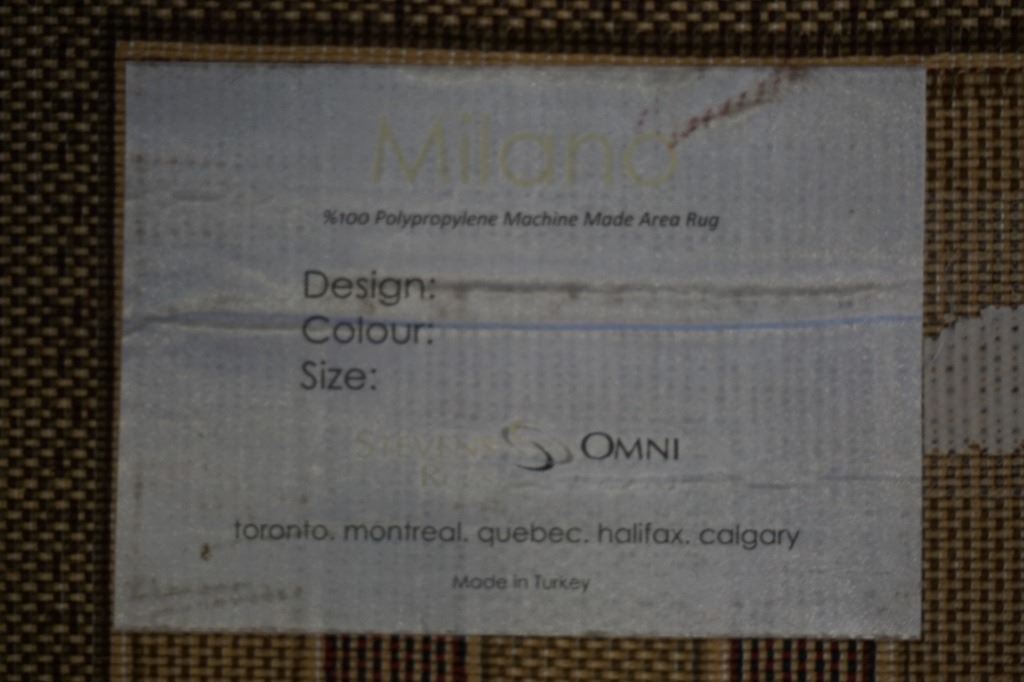 Milano
%100 Polypropylene Machine Made Area Rug
Design:
Colour:
Size:
STEVENS OMNI
toronto. montreal. quebec. halifax. calgary
Made in Turkey